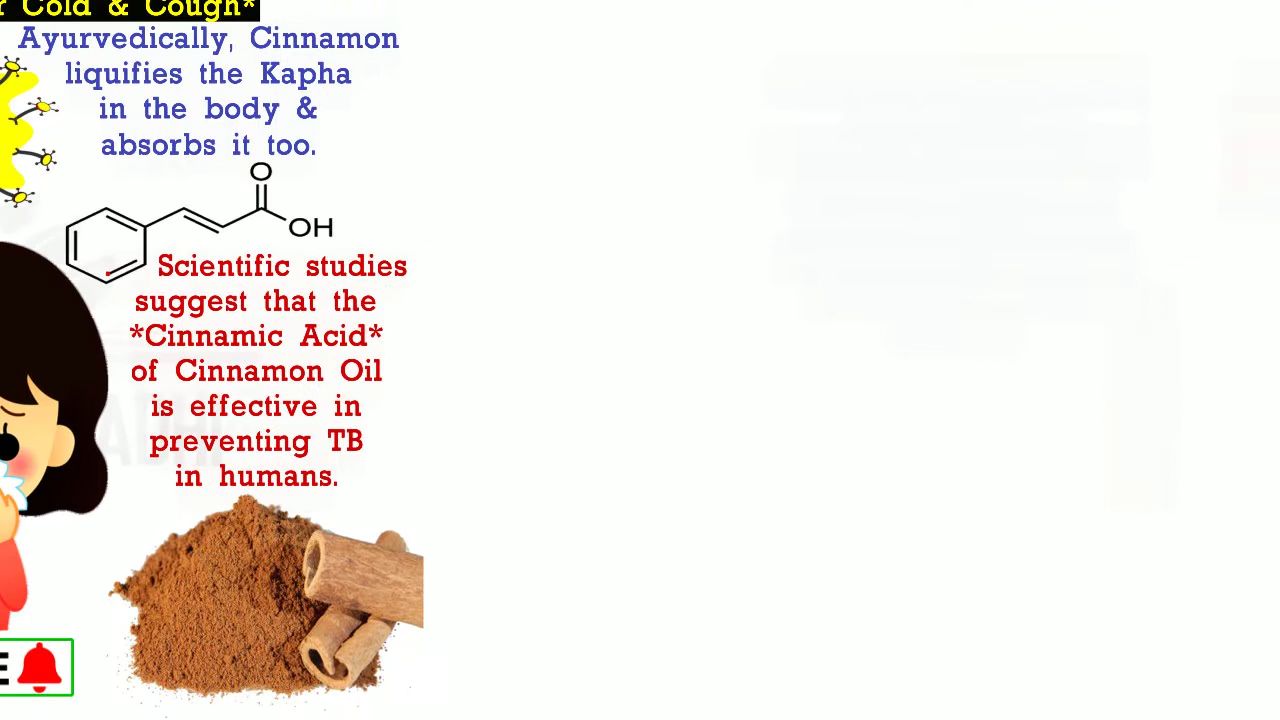 r Cold & Cough*
Ayurvedically, Cinnamon
liquifies the Kapha
in the body &
absorbs it too.
O
OH
. Scientific studies
suggest that the
*Cinnamic Acid*
of Cinnamon Oil
is effective in
preventing TB
in humans.
E